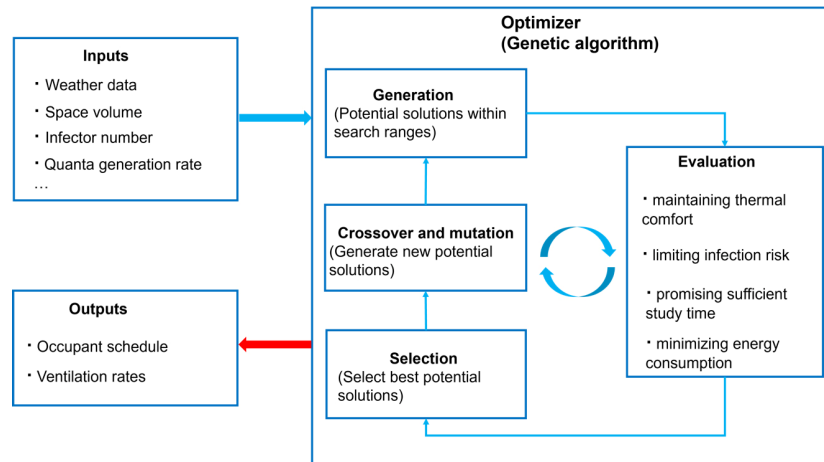 Inputs
・Weather data
・Space volume
・Infector number
・Quanta generation rate
…
Outputs
・Occupant schedule
・Ventilation rates
Optimizer
(Genetic algorithm)
Generation
(Potential solutions within
search ranges)
Crossover and mutation
(Generate new potential
solutions)
Selection
(Select best potential
solutions)
Evaluation
・maintaining thermal
comfort
・limiting infection risk
・promising sufficient
study time
・minimizing energy
consumption